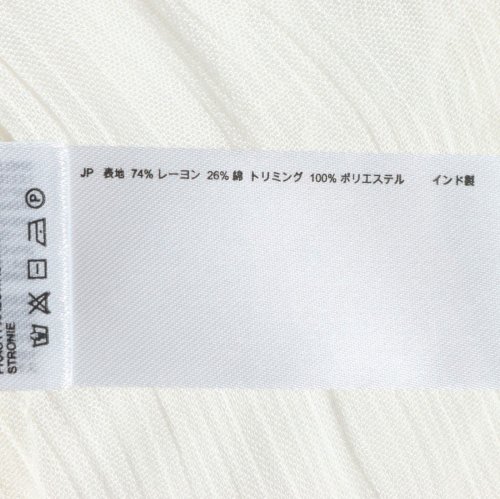 JP 表地 74% レーヨン 26% 綿 トリミング 100% ポリエステル インド製
P
STRONIE